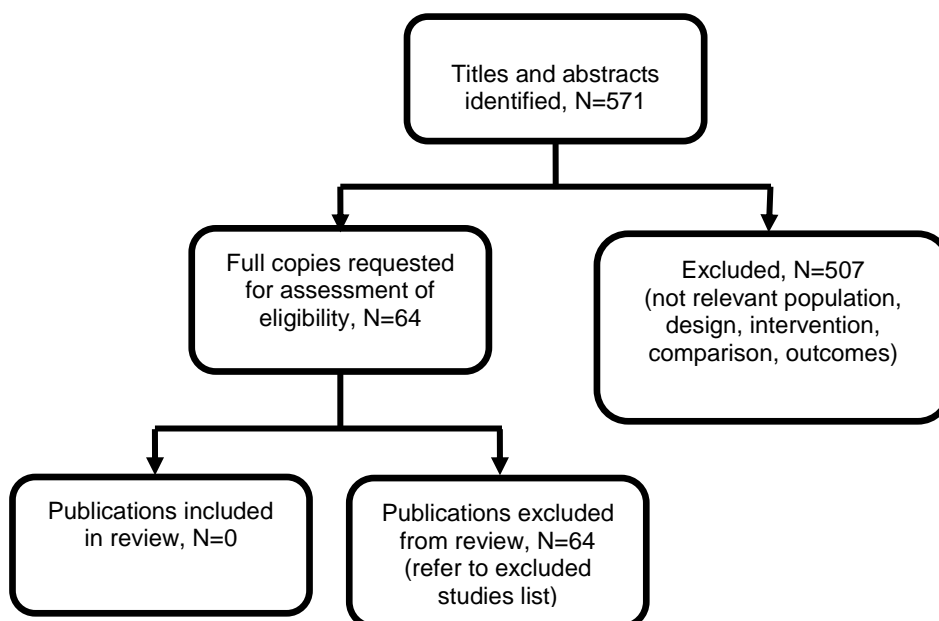 Titles and abstracts
identified, N=571
Full copies requested
for assessment of
eligibility, N=64
Excluded, N=507
(not relevant population,
design, intervention,
comparison, outcomes)
Publications included
in review, N=0
Publications excluded
from review, N=64
(refer to excluded
studies list)